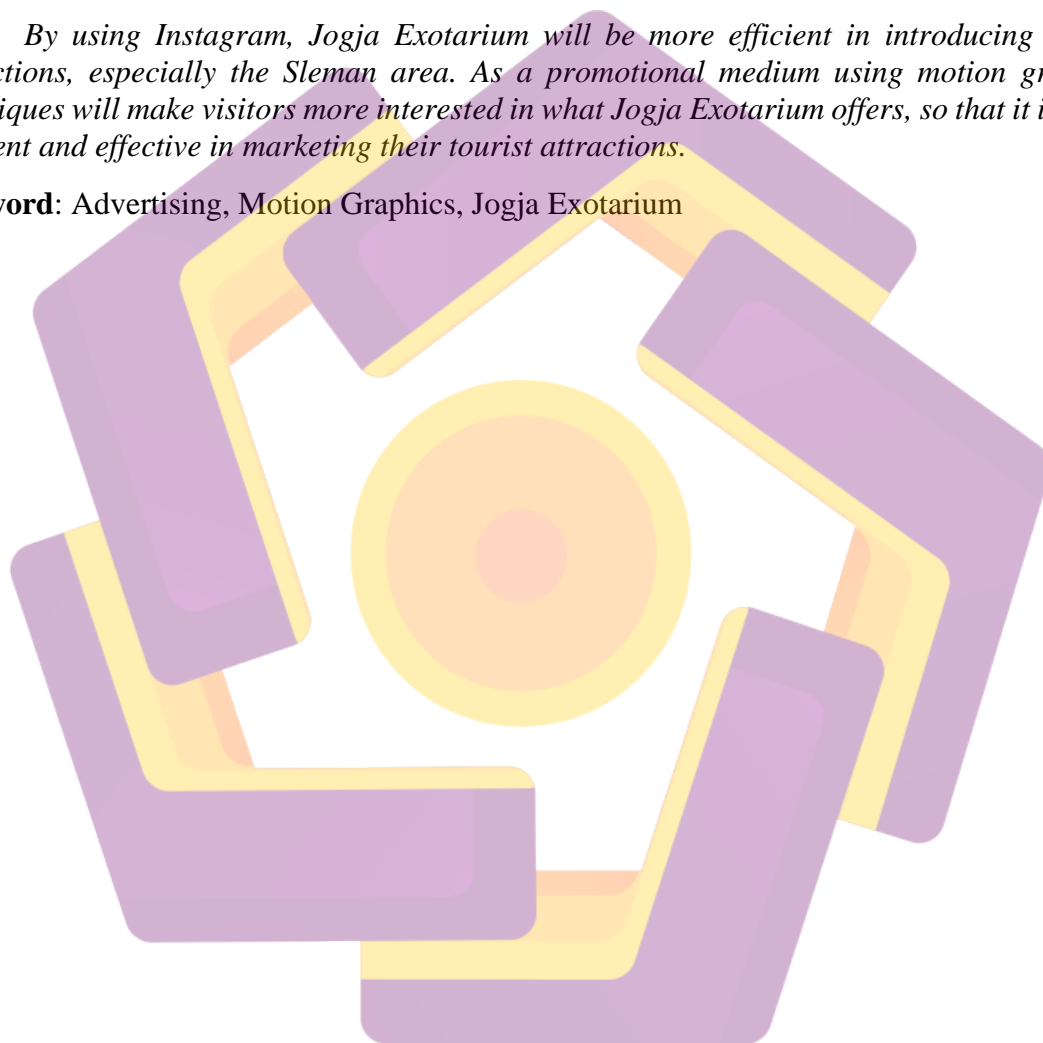 By using Instagram, Jogja Exotarium will be more efficient in introducing
ctions, especially the Sleman area. As a promotional medium using motion gr
iques will make visitors more interested in what Jogja Exotarium offers, so that it i
ent and effective in marketing their tourist attractions.
vord: Advertising, Motion Graphics, Jogja Exotarium